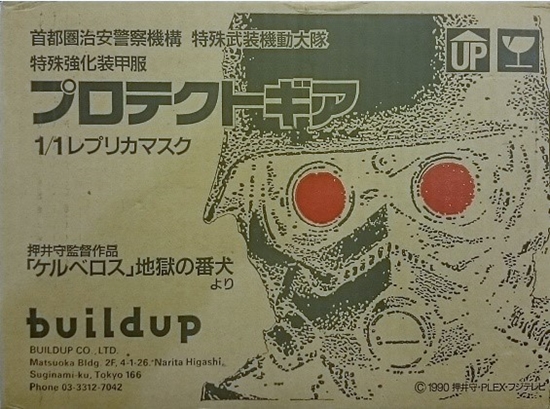 首都圏治安警察機構 特殊武装機動大隊
UP
特殊強化装甲服
プロテクトギア
1/1レプリカマスク
押井守監督作品
「ケルベロス」地獄の番犬
より
buildup
BUILDUP CO., LTD.
Matsuoka Bldg. 2F, 4-1-26, Narita Higashi,
Suginami-ku, Tokyo 166
Phone 03-3312-7042
©1990 押井守・PLEX・フジテレビ